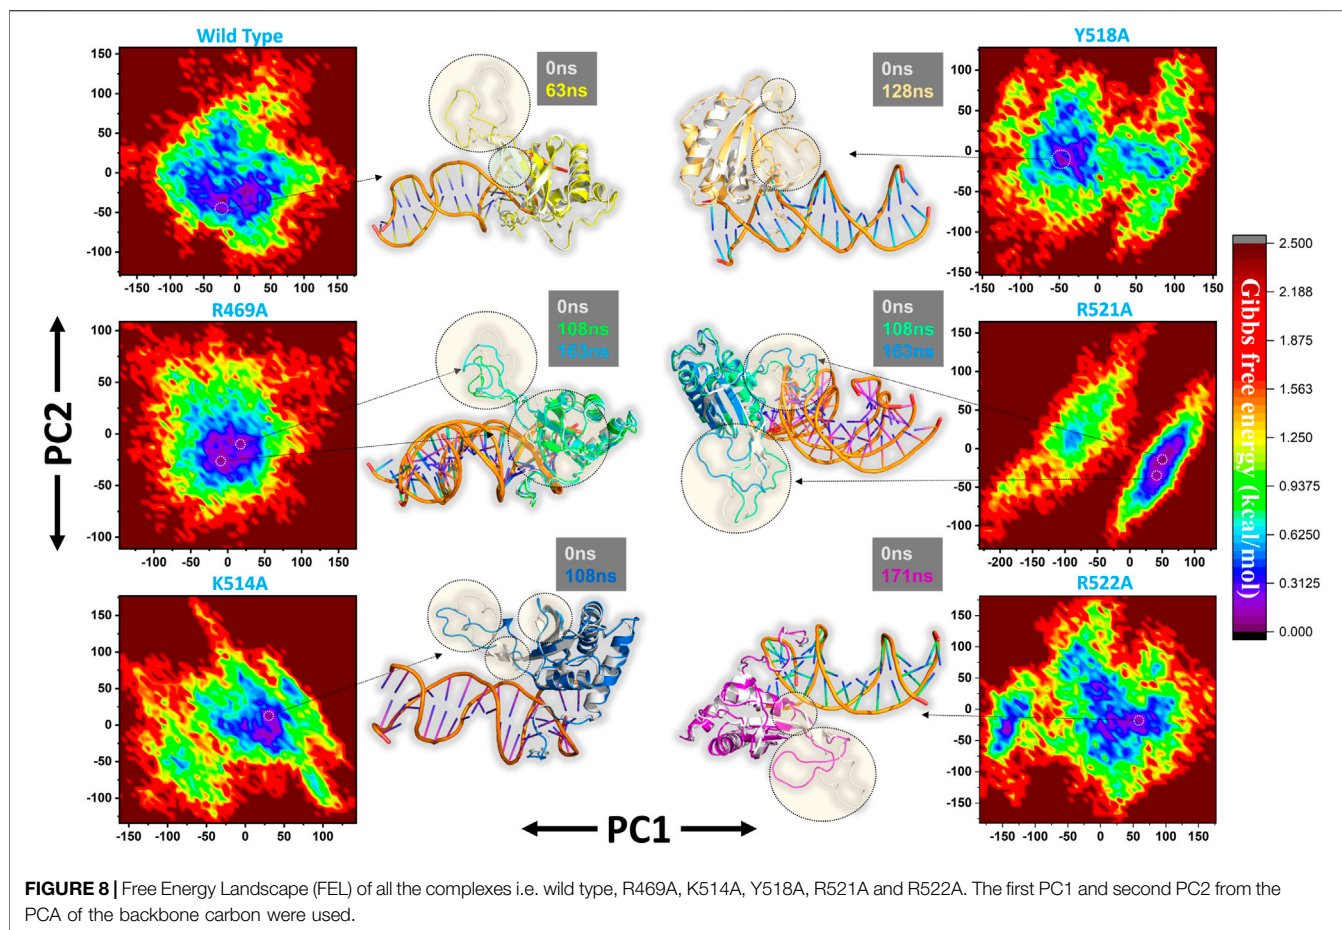 Wild Type
150
100
50
0
-50
-100
-150 -100 -50 0 50 100 150
0ns
63ns
0ns
128ns
Y518A
100
50
0
-50
-100
-150
-150 -100 -50 0 50 100 150
R469A
100
50
0
-50
-100
-100 -50 0 50 100 150
0ns
108ns
163ns
0ns
108ns
163ns
R521A
150
100
50
0
-50
-100
-200 -150 -100 -50 0 50 100
K514A
150
100
50
0
-50
-100
-150 -100 -50 0 50 100
0ns
108ns
0ns
171ns
R522A
150
100
50
0
-50
-100
-150
-150 -100 -50 0 50 100 150
PC2
PC1
Gibbs free energy (kcal/mol)
2.500
2.188
1.875
1.563
1.250
0.9375
0.6250
0.3125
0.000
FIGURE 8 | Free Energy Landscape (FEL) of all the complexes i.e. wild type, R469A, K514A, Y518A, R521A and R522A. The first PC1 and second PC2 from the
PCA of the backbone carbon were used.